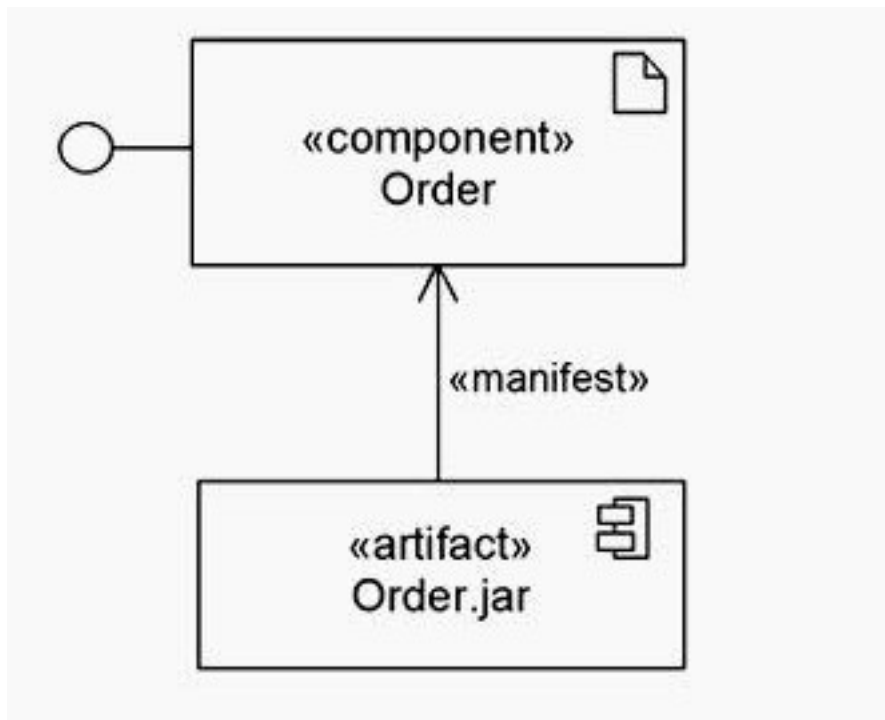 «component»
Order
«manifest»
«artifact»
Order.jar